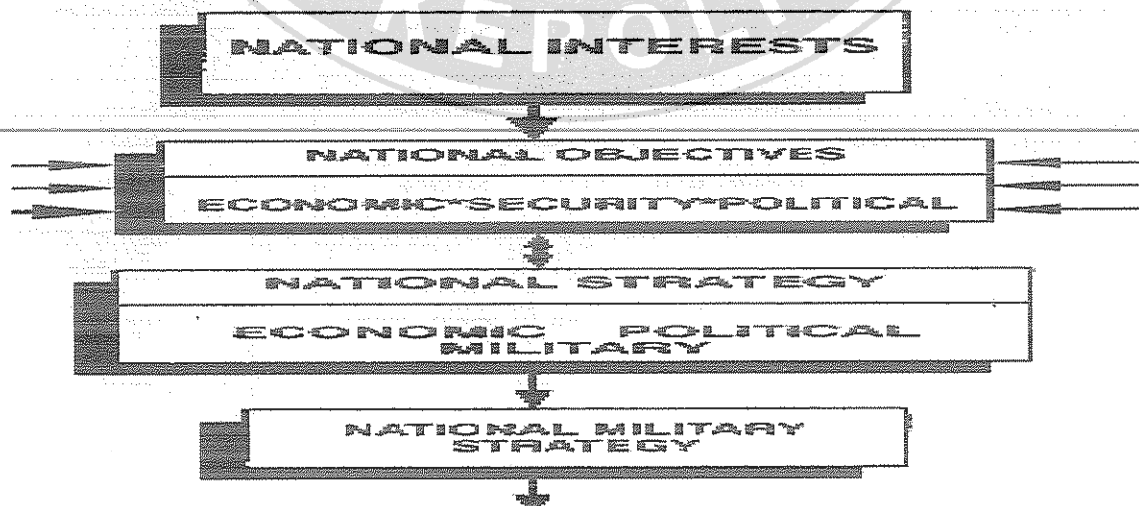 NATIONAL INTERESTS
NATIONAL OBJECTIVES
ECONOMIC*SECURITY*POLITICAL
NATIONAL STRATEGY
ECONOMIC POLITICAL
MILITARY
NATIONAL MILITARY
STRATEGY